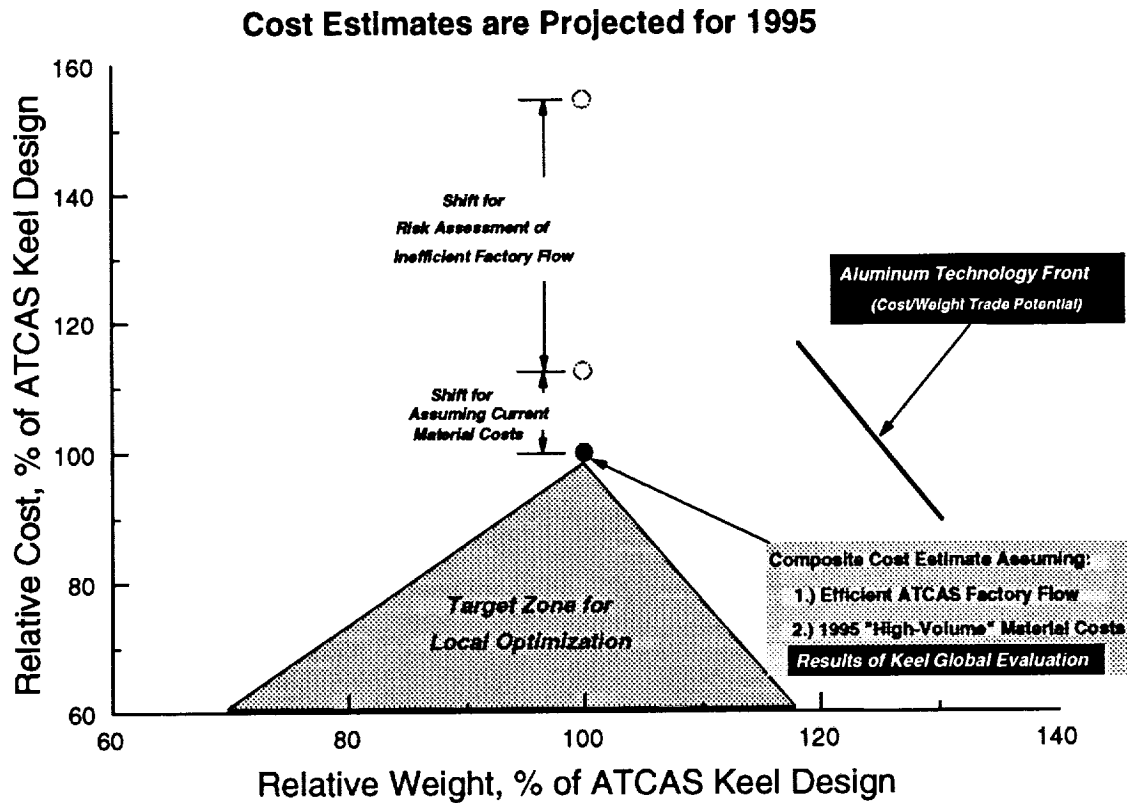 Cost Estimates are Projected for 1995
Relative Cost, % of ATCAS Keel Design
160
140
120
100
80
60
Shift for
Risk Assessment of
Inefficient Factory Flow
Shift for
Assuming Current
Material Costs
Aluminum Technology Front
(Cost/Weight Trade Potential)
Composite Cost Estimate Assuming:
1.) Efficient ATCAS Factory Flow
2.) 1995 "High-Volume" Material Costs
Results of Keel Global Evaluation
Target Zone for
Local Optimization
60
80
100
120
140
Relative Weight, % of ATCAS Keel Design